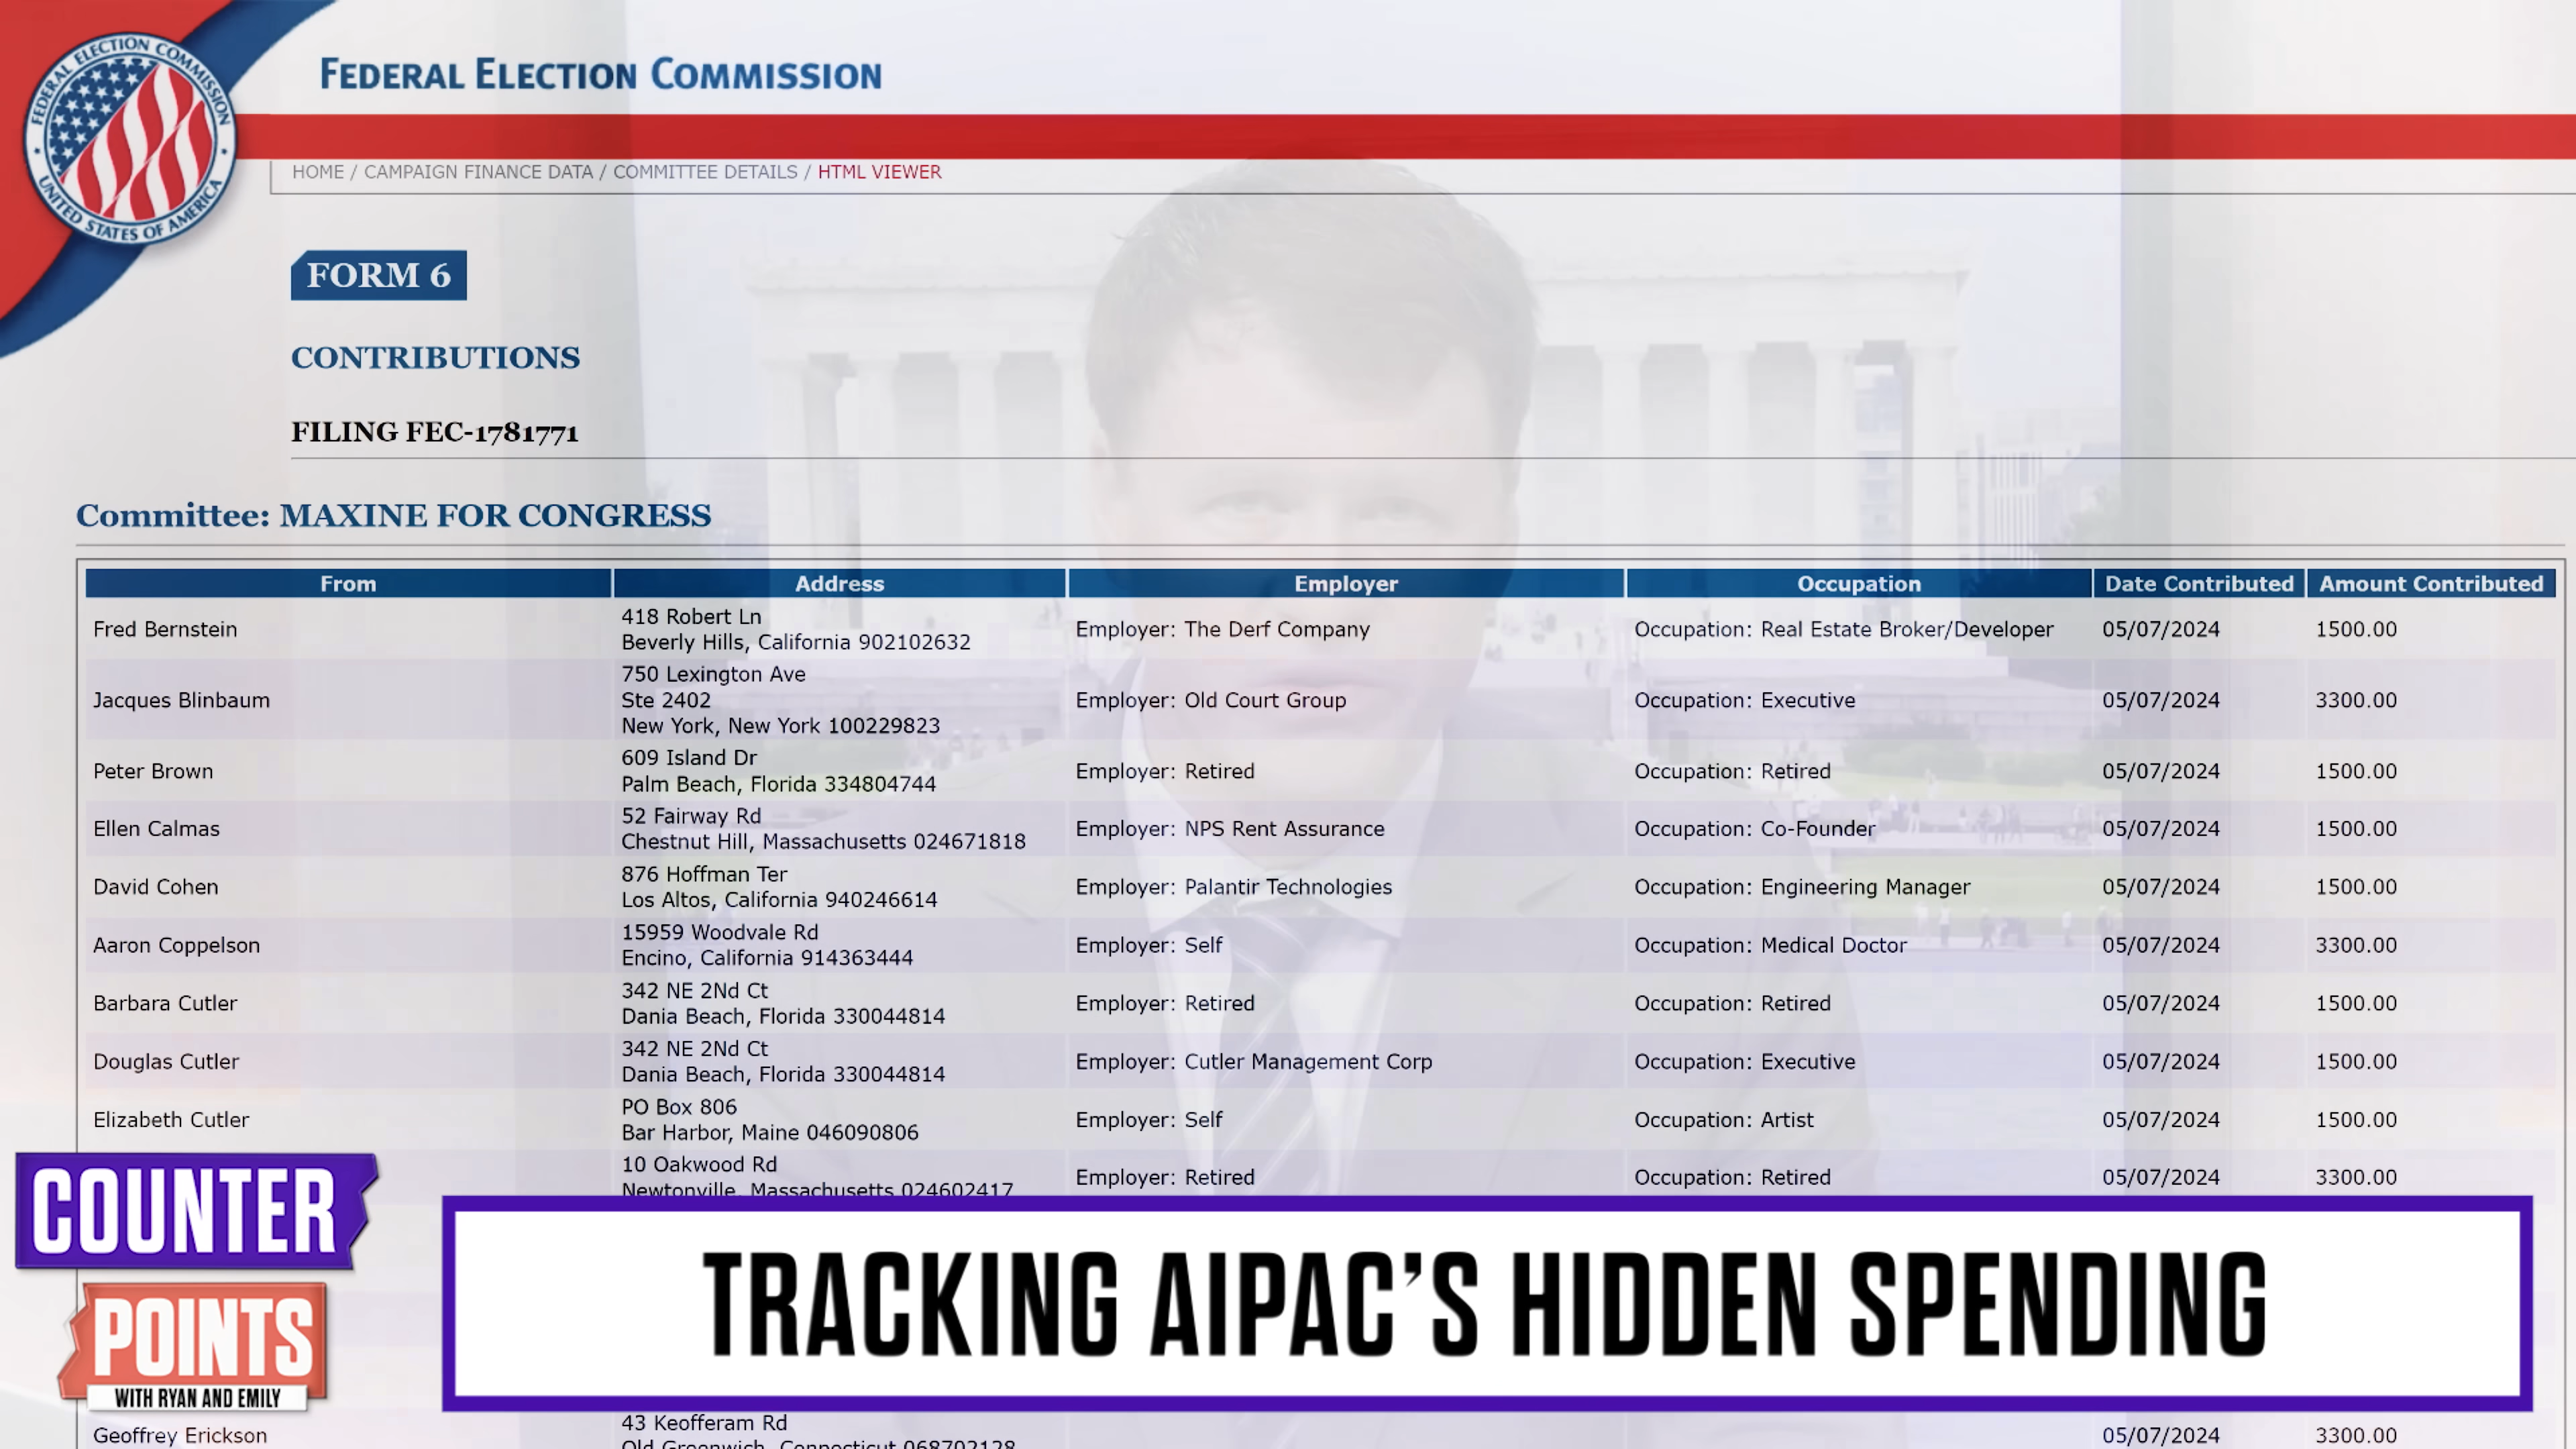 FEDERAL ELECTION COMMISSION
UNITED STATES OF AMERICA
FEDERAL ELECTION COMMISSION
HOME / CAMPAIGN FINANCE DATA / COMMITTEE DETAILS / HTML VIEWER
FORM 6
CONTRIBUTIONS
FILING FEC-1781771
Committee: MAXINE FOR CONGRESS
From Address Employer Occupation Date Contributed Amount Contributed
Fred Bernstein 418 Robert Ln Employer: The Derf Company Occupation: Real Estate Broker/Developer 05/07/2024 1500.00
Beverly Hills, California 902102632
Jacques Blinbaum 750 Lexington Ave Employer: Old Court Group Occupation: Executive 05/07/2024 3300.00
Ste 2402
New York, New York 100229823
Peter Brown 609 Island Dr Employer: Retired Occupation: Retired 05/07/2024 1500.00
Palm Beach, Florida 334804744
Ellen Calmas 52 Fairway Rd Employer: NPS Rent Assurance Occupation: Co-Founder 05/07/2024 1500.00
Chestnut Hill, Massachusetts 024671818
David Cohen 876 Hoffman Ter Employer: Palantir Technologies Occupation: Engineering Manager 05/07/2024 1500.00
Los Altos, California 940246614
Aaron Coppelson 15959 Woodvale Rd Employer: Self Occupation: Medical Doctor 05/07/2024 3300.00
Encino, California 914363444
Barbara Cutler 342 NE 2Nd Ct Employer: Retired Occupation: Retired 05/07/2024 1500.00
Dania Beach, Florida 330044814
Douglas Cutler 342 NE 2Nd Ct Employer: Cutler Management Corp Occupation: Executive 05/07/2024 1500.00
Dania Beach, Florida 330044814
Elizabeth Cutler PO Box 806 Employer: Self Occupation: Artist 05/07/2024 1500.00
Bar Harbor, Maine 046090806
10 Oakwood Rd Employer: Retired Occupation: Retired 05/07/2024 3300.00
Newtonville, Massachusetts 024602417
COUNTER
POINTS
WITH RYAN AND EMILY
TRACKING AIPAC'S HIDDEN SPENDING
Geoffrey Erickson 43 Keofferam Rd 05/07/2024 3300.00
Old Greenwich, Connecticut 068702128